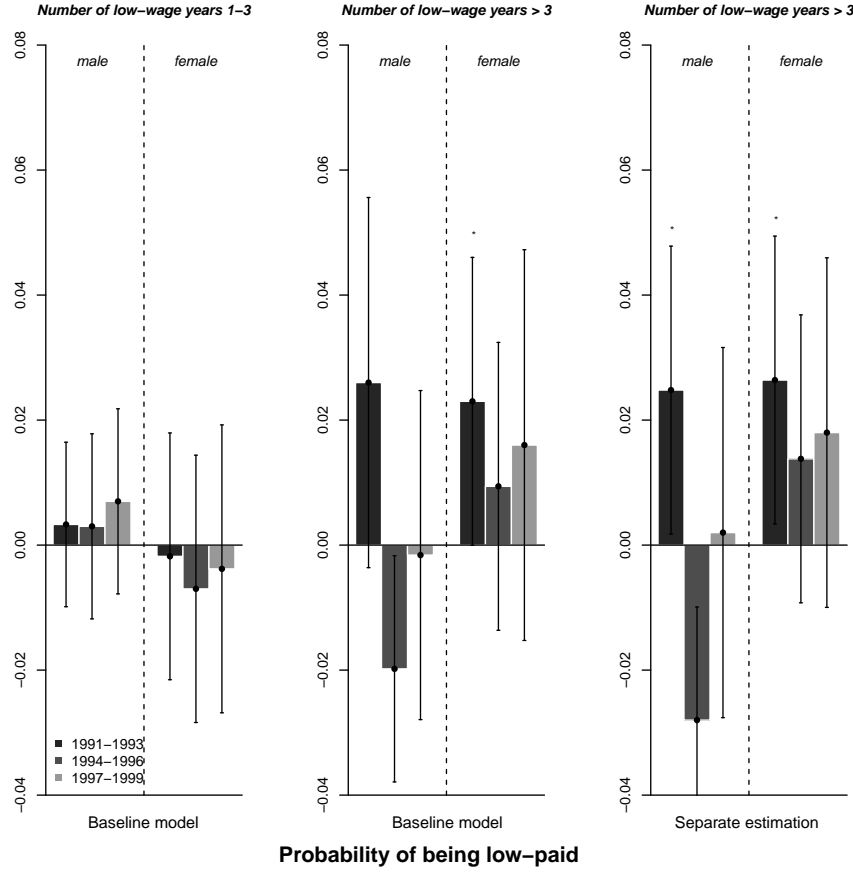 Number of low−wage years 1−3
male
female
0.08
0.06
0.04
0.02
0.00
−0.02
−0.04
1991−1993
1994−1996
1997−1999
Baseline model
Number of low−wage years > 3
male
female
*
0.08
0.06
0.04
0.02
0.00
−0.02
−0.04
Baseline model
Number of low−wage years > 3
male
female
*
*
0.08
0.06
0.04
0.02
0.00
−0.02
−0.04
Separate estimation
Probability of being low−paid